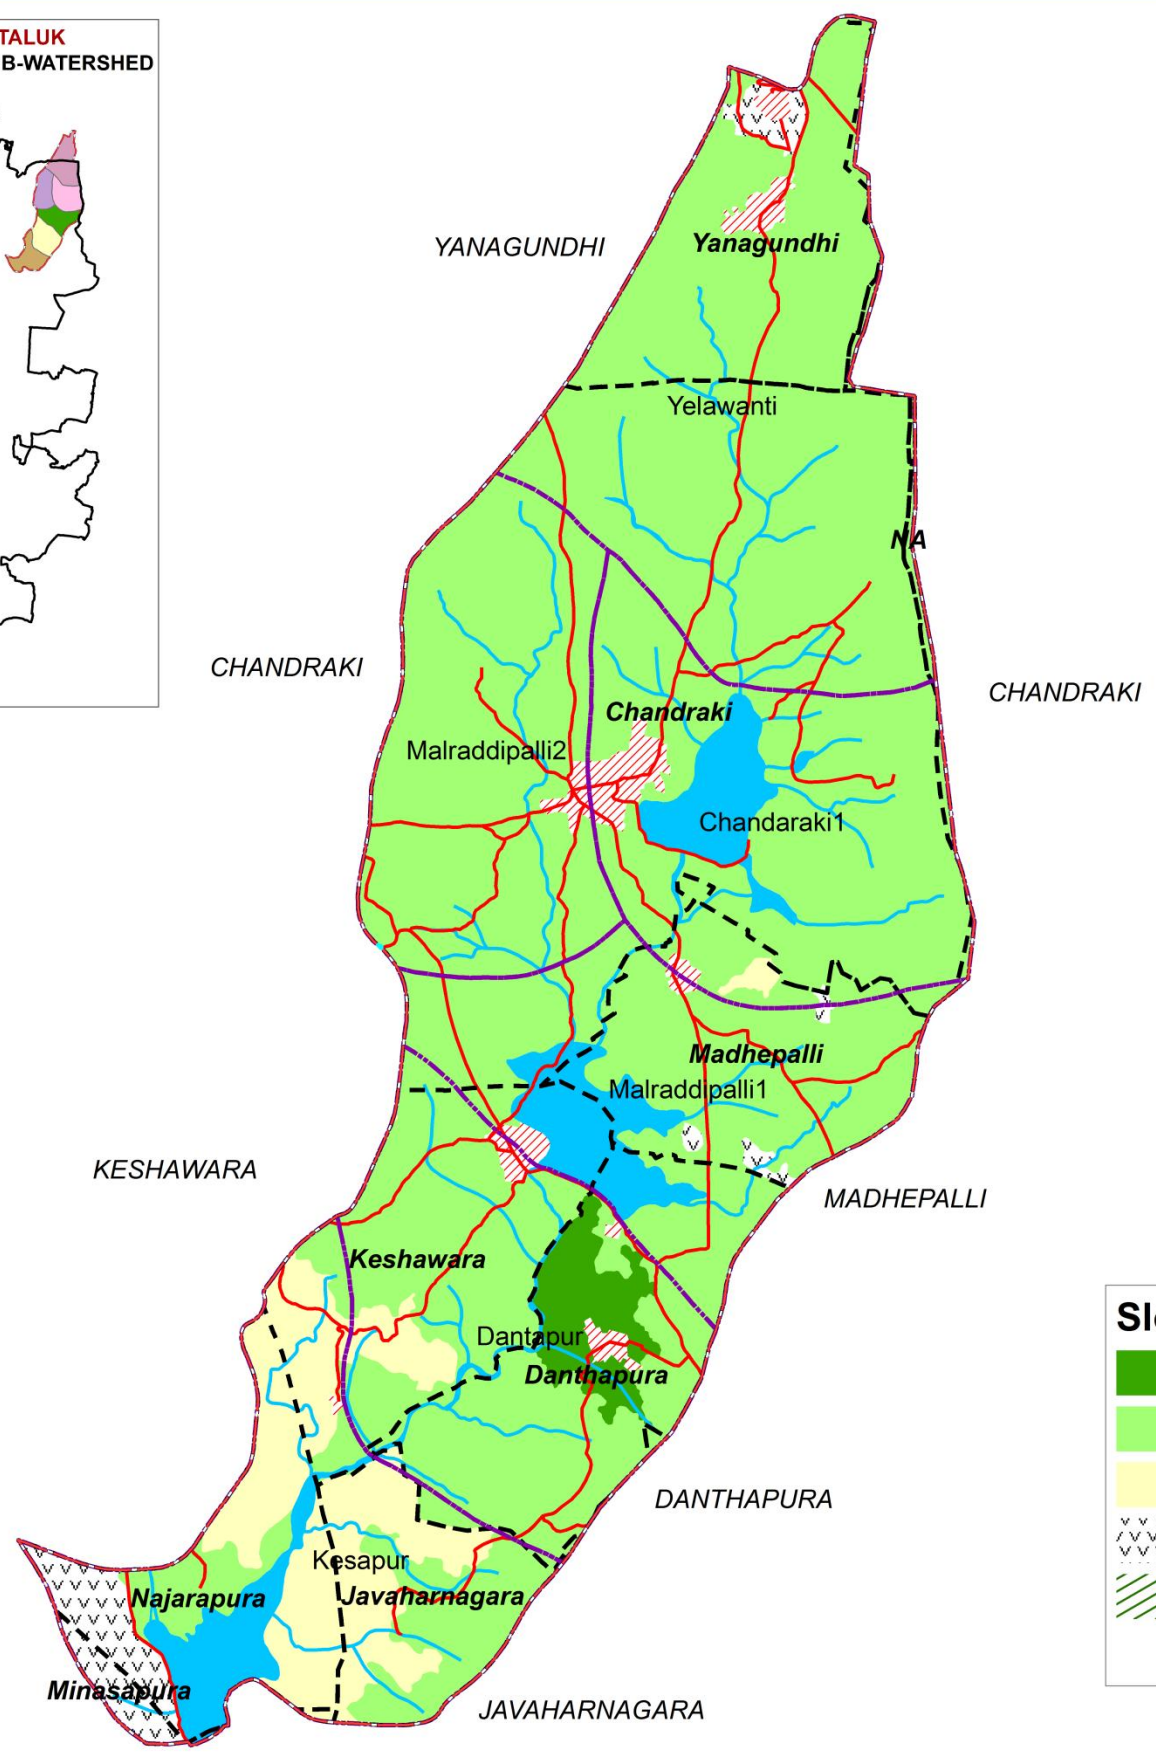 TALUK
B-WATERSHED
YANAGUNDHI
Yanagundhi
Yelawanti
NA
CHANDRAKI
CHANDRAKI
Chandraki
Malraddipalli2
Chandaraki1
Madhepalli
Malraddipalli1
KESHAWARA
MADHEPALLI
Keshawara
Dantapur
Danthapura
DANTHAPURA
Kesapur
Najarapura
Javaharnagara
Minasapura
JAVAHARNAGARA